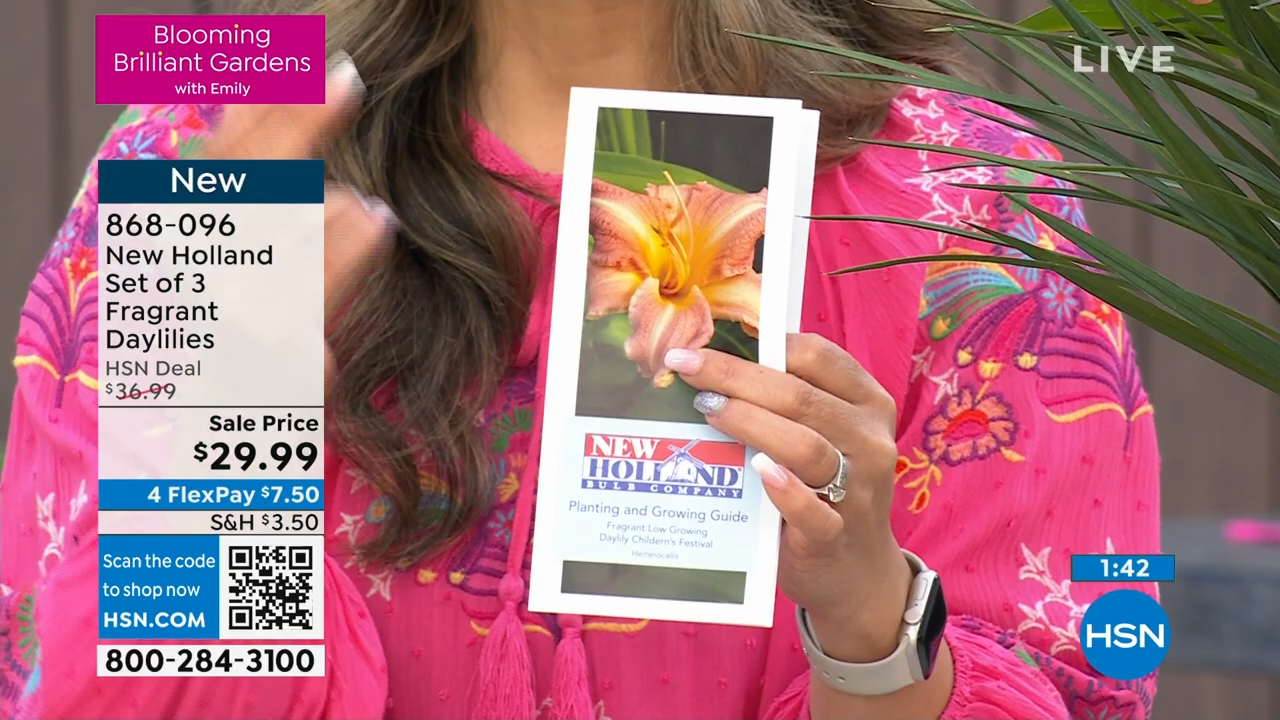 Blooming
Brilliant Gardens
with Emily
LIVE
New
868-096
New Holland
Set of 3
Fragrant
Daylilies
HSN Deal
$36.99
Sale Price
$29.99
4 FlexPay $7.50
S&H $3.50
Scan the code
to shop now
HSN.COM
800-284-3100
NEW
HOLLAND
BULB COMPANY
Planting and Growing Guide
Fragrant Low Growing
Daylily Childern's Festival
Hemerocallis
1:42
HSN